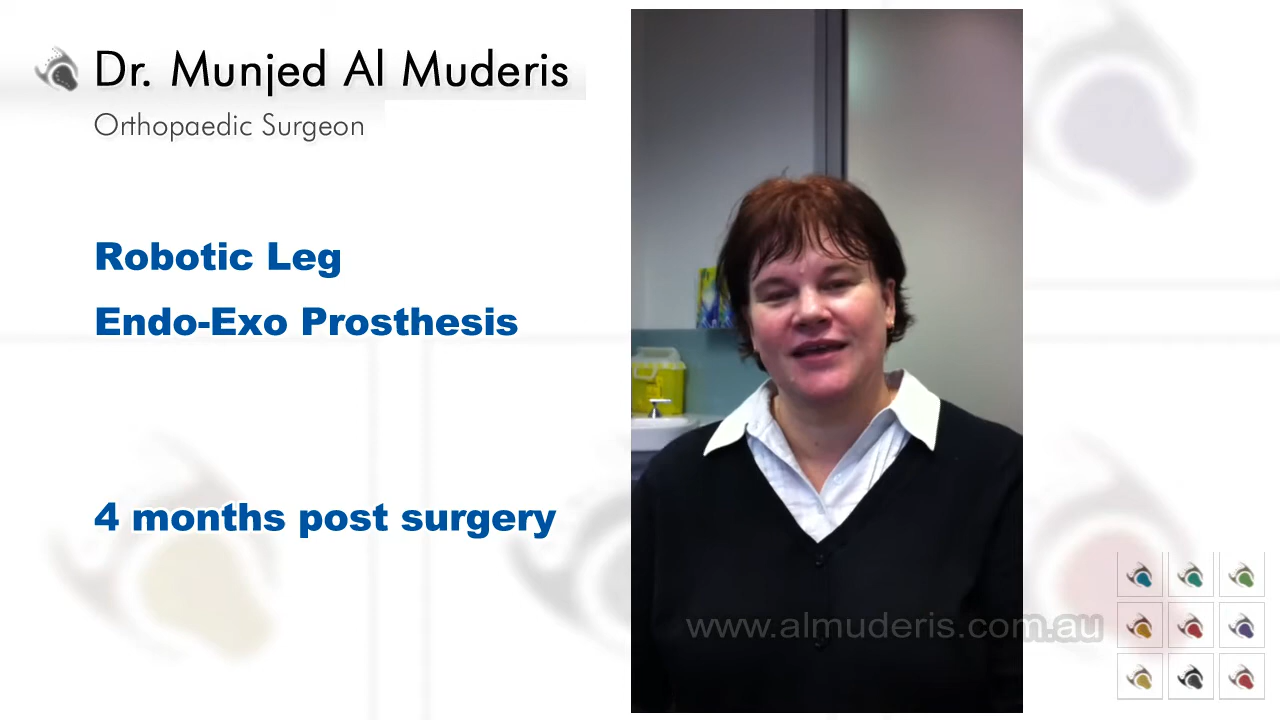 Dr. Munjed Al Muderis
Orthopaedic Surgeon
Robotic Leg
Endo-Exo Prosthesis
4 months post surgery
www.almuderis.com.au